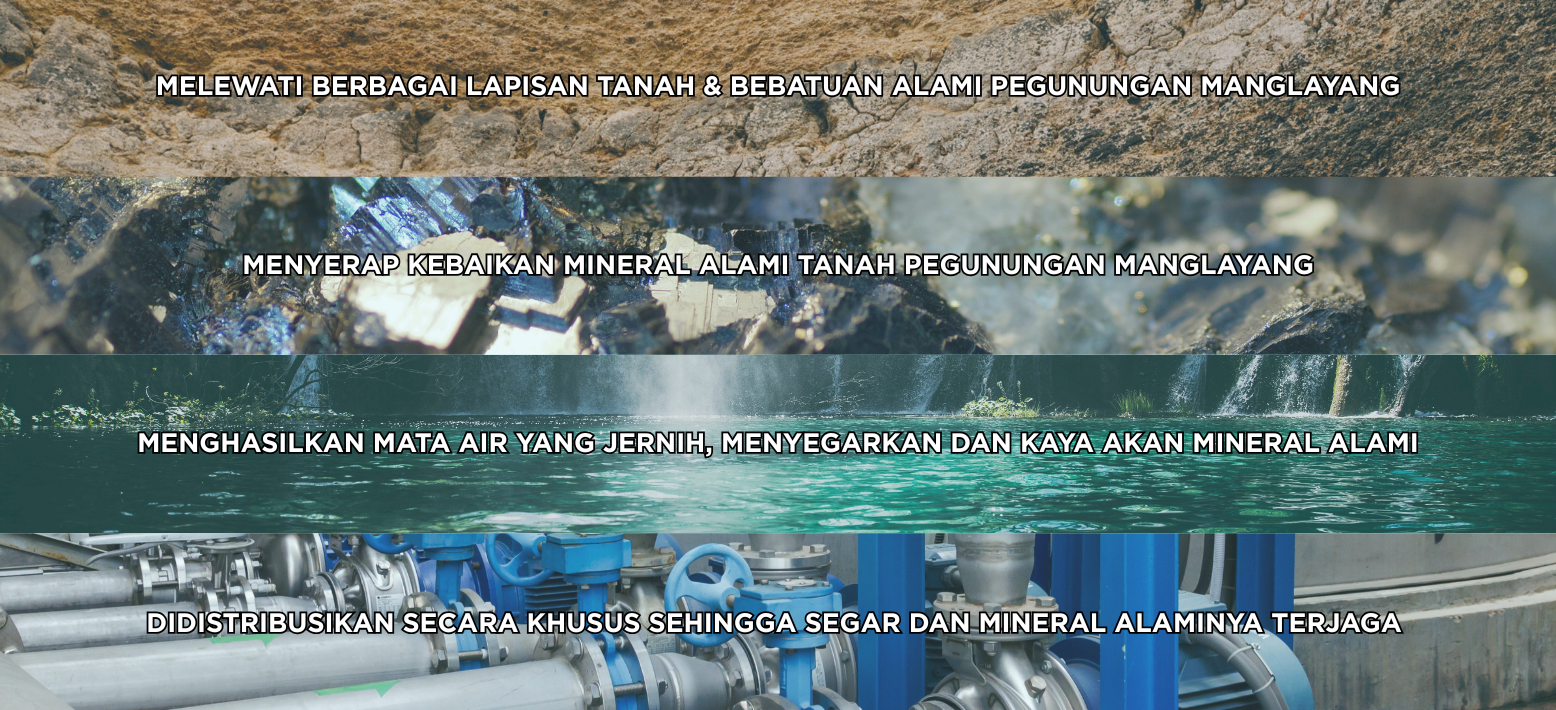 MELEWATI BERBAGAI LAPISAN TANAH & BEBATUAN ALAMI PEGUNUNGAN MANGLAYANG
MENYERAP KEBAIKAN MINERAL ALAMI TANAH PEGUNUNGAN MANGLAYANG
MENGHASILKAN MATA AIR YANG JERNIH, MENYEGARKAN DAN KAYA AKAN MINERAL ALAMI
DIDISTRIBUSIKAN SECARA KHUSUS SEHINGGA SEGAR DAN MINERAL ALAMINYA TERJAGA